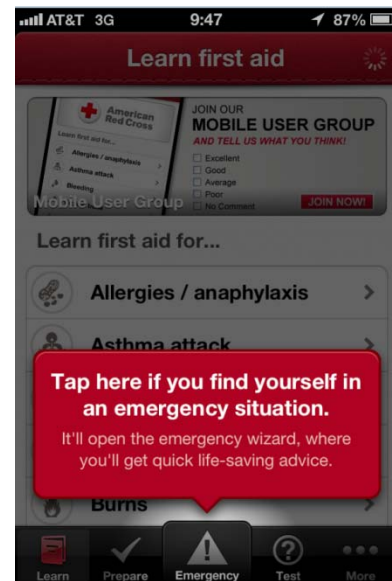 AT&T 3G 9:47 87%
Learn first aid
American
Red Cross
Learn first aid for...
Allergies / anaphylaxis
Asthma attack
Bleeding
JOIN OUR
MOBILE USER GROUP
AND TELL US WHAT YOU THINK!
Excellent
Good
Average
Poor
No Comment
JOIN NOW!
Mobile User Group
Learn first aid for...
Allergies / anaphylaxis
Asthma attack
Tap here if you find yourself in
an emergency situation.
It'll open the emergency wizard, where
you'll get quick life-saving advice.
Burns
Learn Prepare Emergency Test More